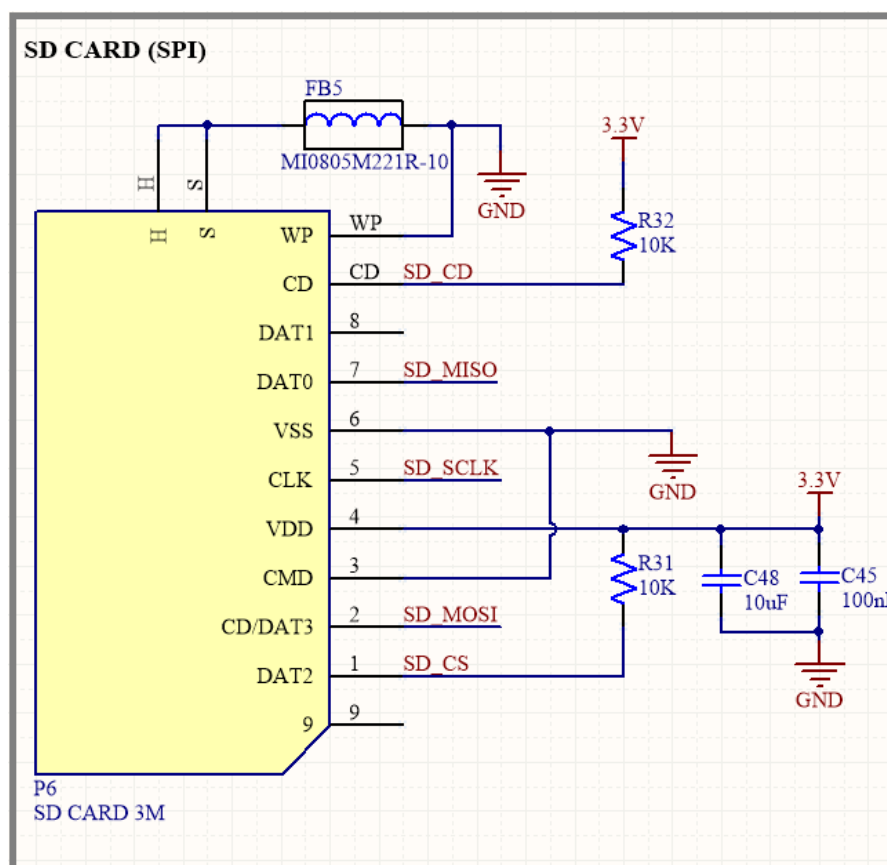 SD CARD (SPI)
FB5
MI0805M221R-10
GND
3.3V
R32
10K
H
S
H
S
WP WP
CD CD SD_CD
DAT1 8
DAT0 7 SD_MISO
VSS 6
GND
CLK 5 SD_SCLK
3.3V
VDD 4
CMD 3
R31
10K
C48
10uF
C45
100n
CD/DAT3 2 SD_MOSI
DAT2 1 SD_CS
GND
9 9
P6
SD CARD 3M